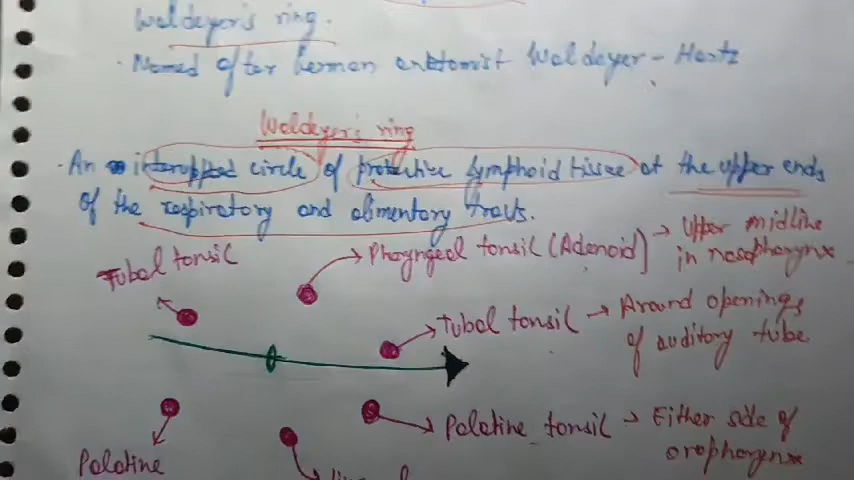 Waldeyer's ring.
· Named after German anatomist Waldeyer - Hartz
Waldeyer's ring
· An interrupted circle of protective lymphoid tissue at the upper ends
of the respiratory and alimentary tracts.
Tubal tonsil
Pharyngeal tonsil (Adenoid) → Upper midline
in nasopharynx
Tubal tonsil → Around openings
of auditory tube
Palatine tonsil → Either side of
oropharynx
Palatine